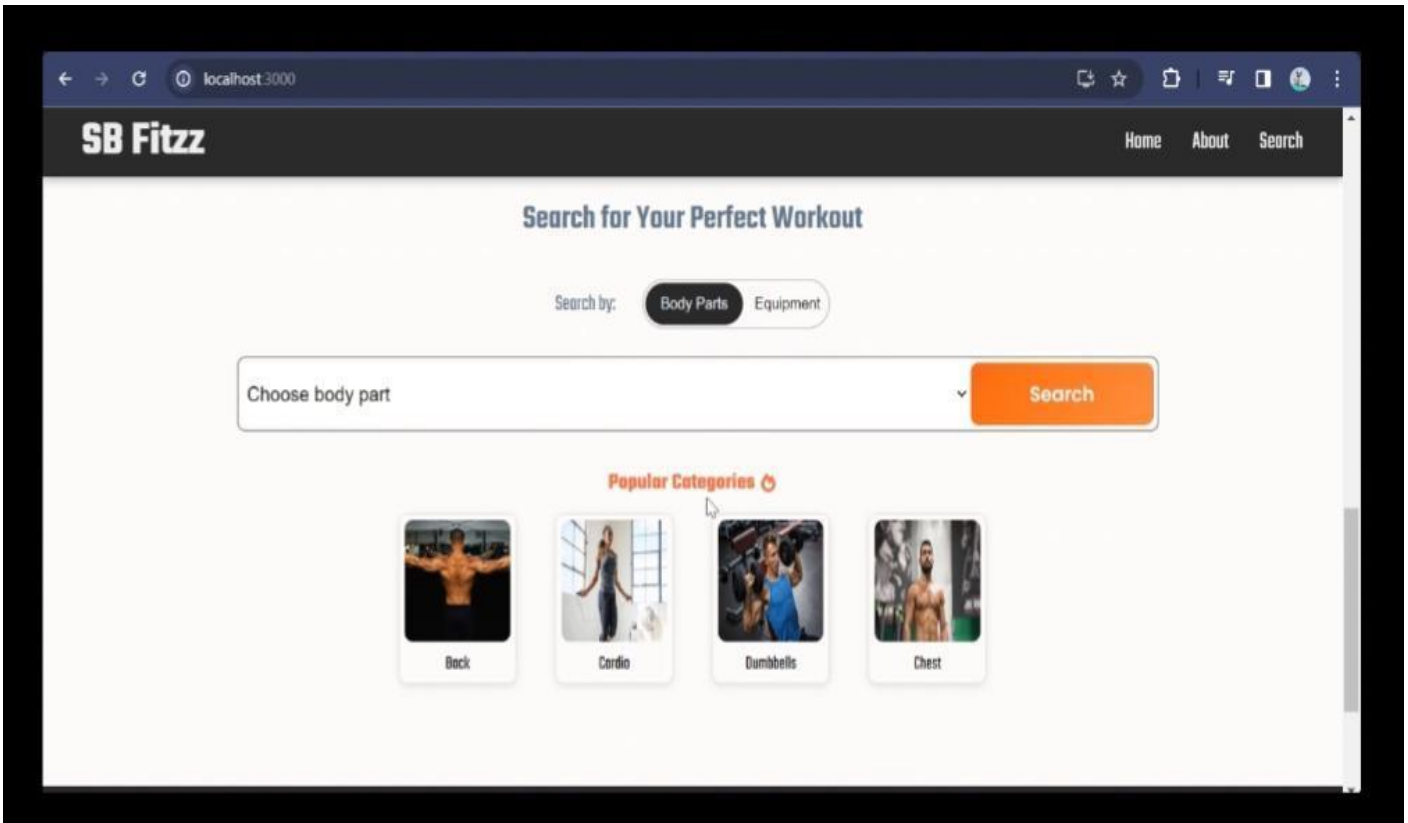 localhost:3000
SB Fitzz
Home About Search
Search for Your Perfect Workout
Search by: Body Parts Equipment
Choose body part
Search
Popular Categories
Back Cardio Dumbbells Chest